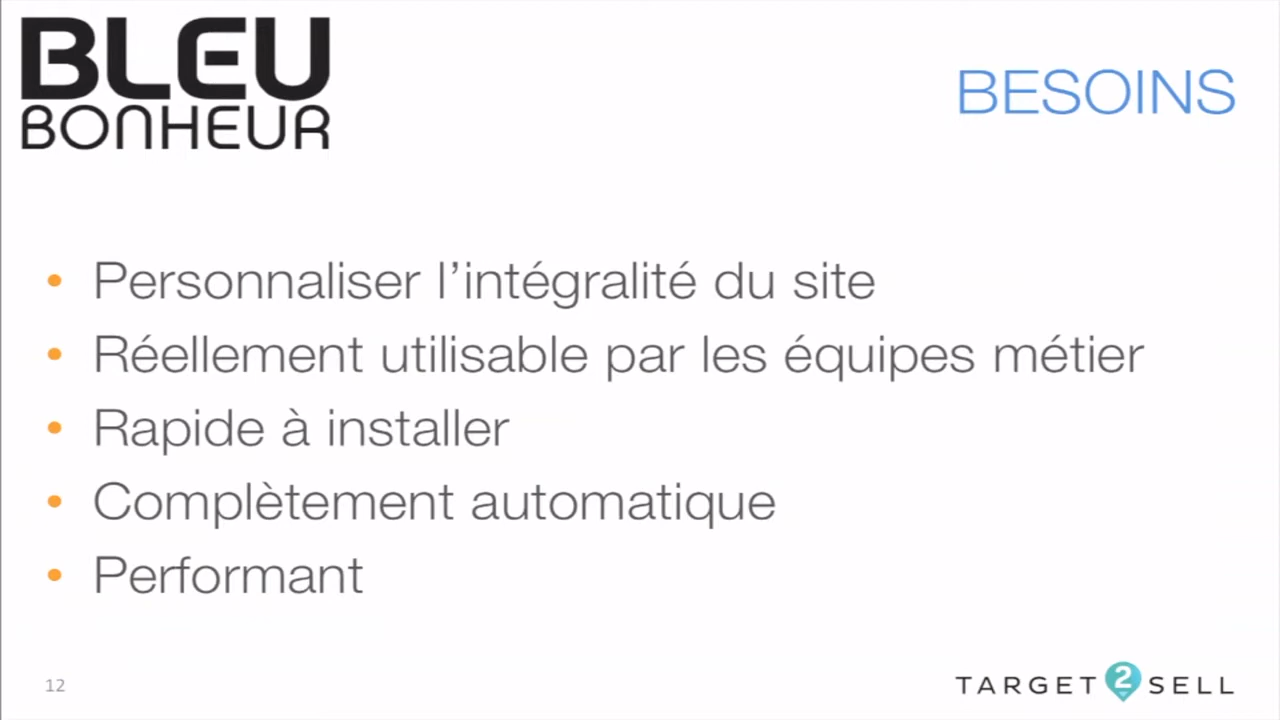 BLEU
BONHEUR
BESOINS
• Personnaliser l’intégralité du site
• Réellement utilisable par les équipes métier
• Rapide à installer
• Complètement automatique
• Performant
12
TARGET 2 SELL